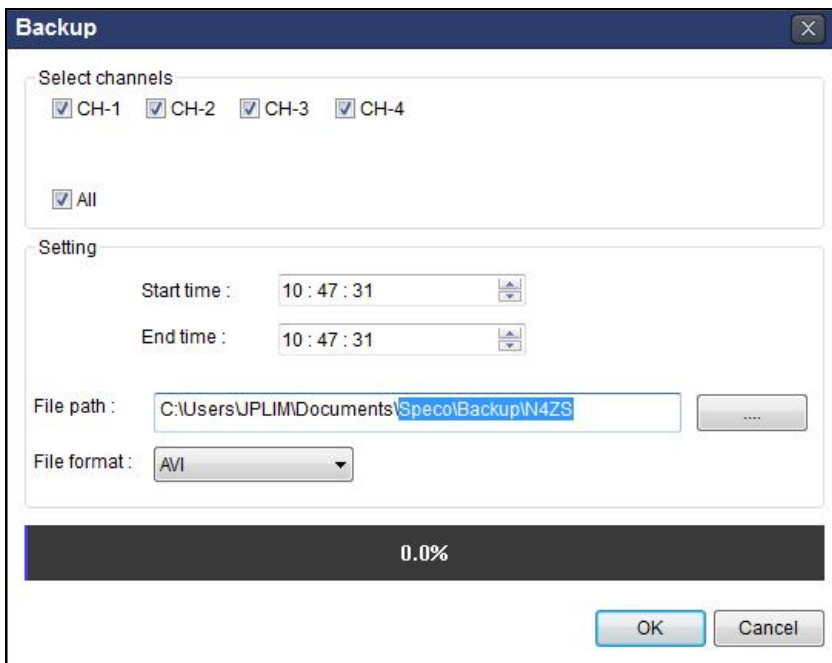 Backup
Select channels
CH-1 CH-2 CH-3 CH-4
All
Setting
Start time : 10 : 47 : 31
End time : 10 : 47 : 31
File path : C:\Users\JPLIM\Documents\Speco\Backup\N4ZS ....
File format : AVI
0.0%
OK Cancel